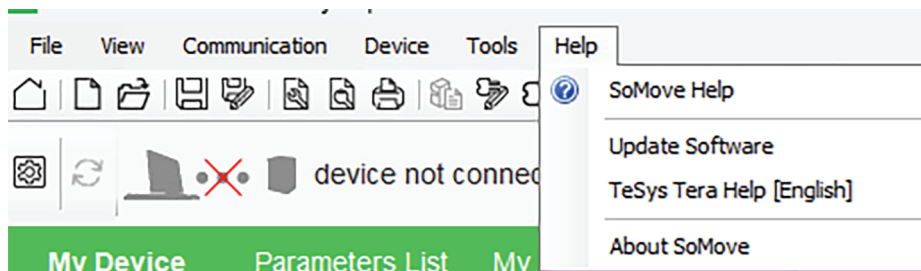 File View Communication Device Tools Help
SoMove Help
Update Software
device not
TeSys Tera Help [English]
About SoMove
My Device Parameters List My